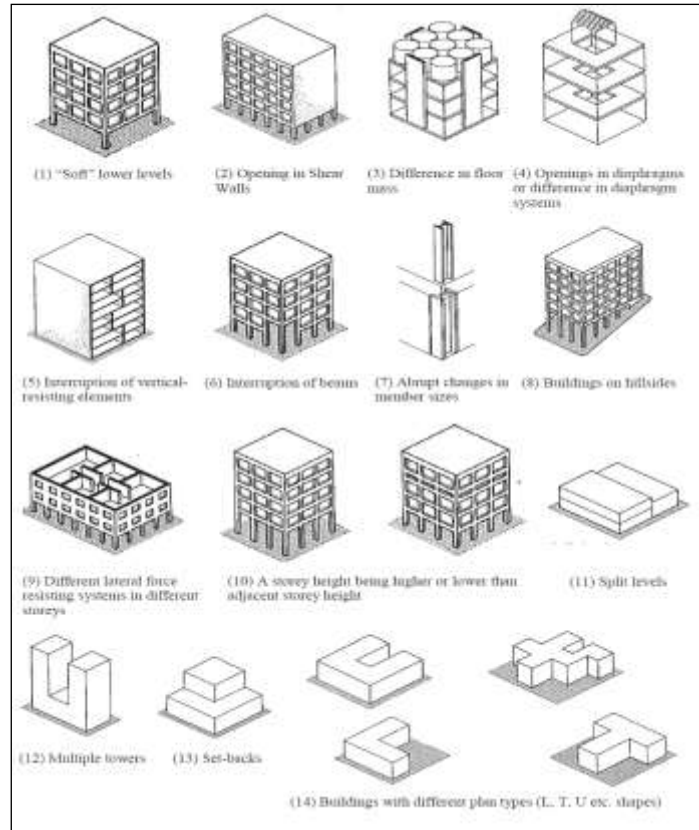 (1) "Soft" lower levels
(2) Opening in Shear
Walls
(3) Difference in floor
mass
(4) Openings in diaphragms
or difference in diaphragm
systems
(5) Interruption of vertical-
resisting elements
(6) Interruption of beams
(7) Abrupt changes in
member sizes
(8) Buildings on hillsides
(9) Different lateral force
resisting systems in different
storeys
(10) A storey height being higher or lower than
adjacent storey height
(11) Split levels
(12) Multiple towers
(13) Set-backs
(14) Buildings with different plan types (L, T, U etc. shapes)